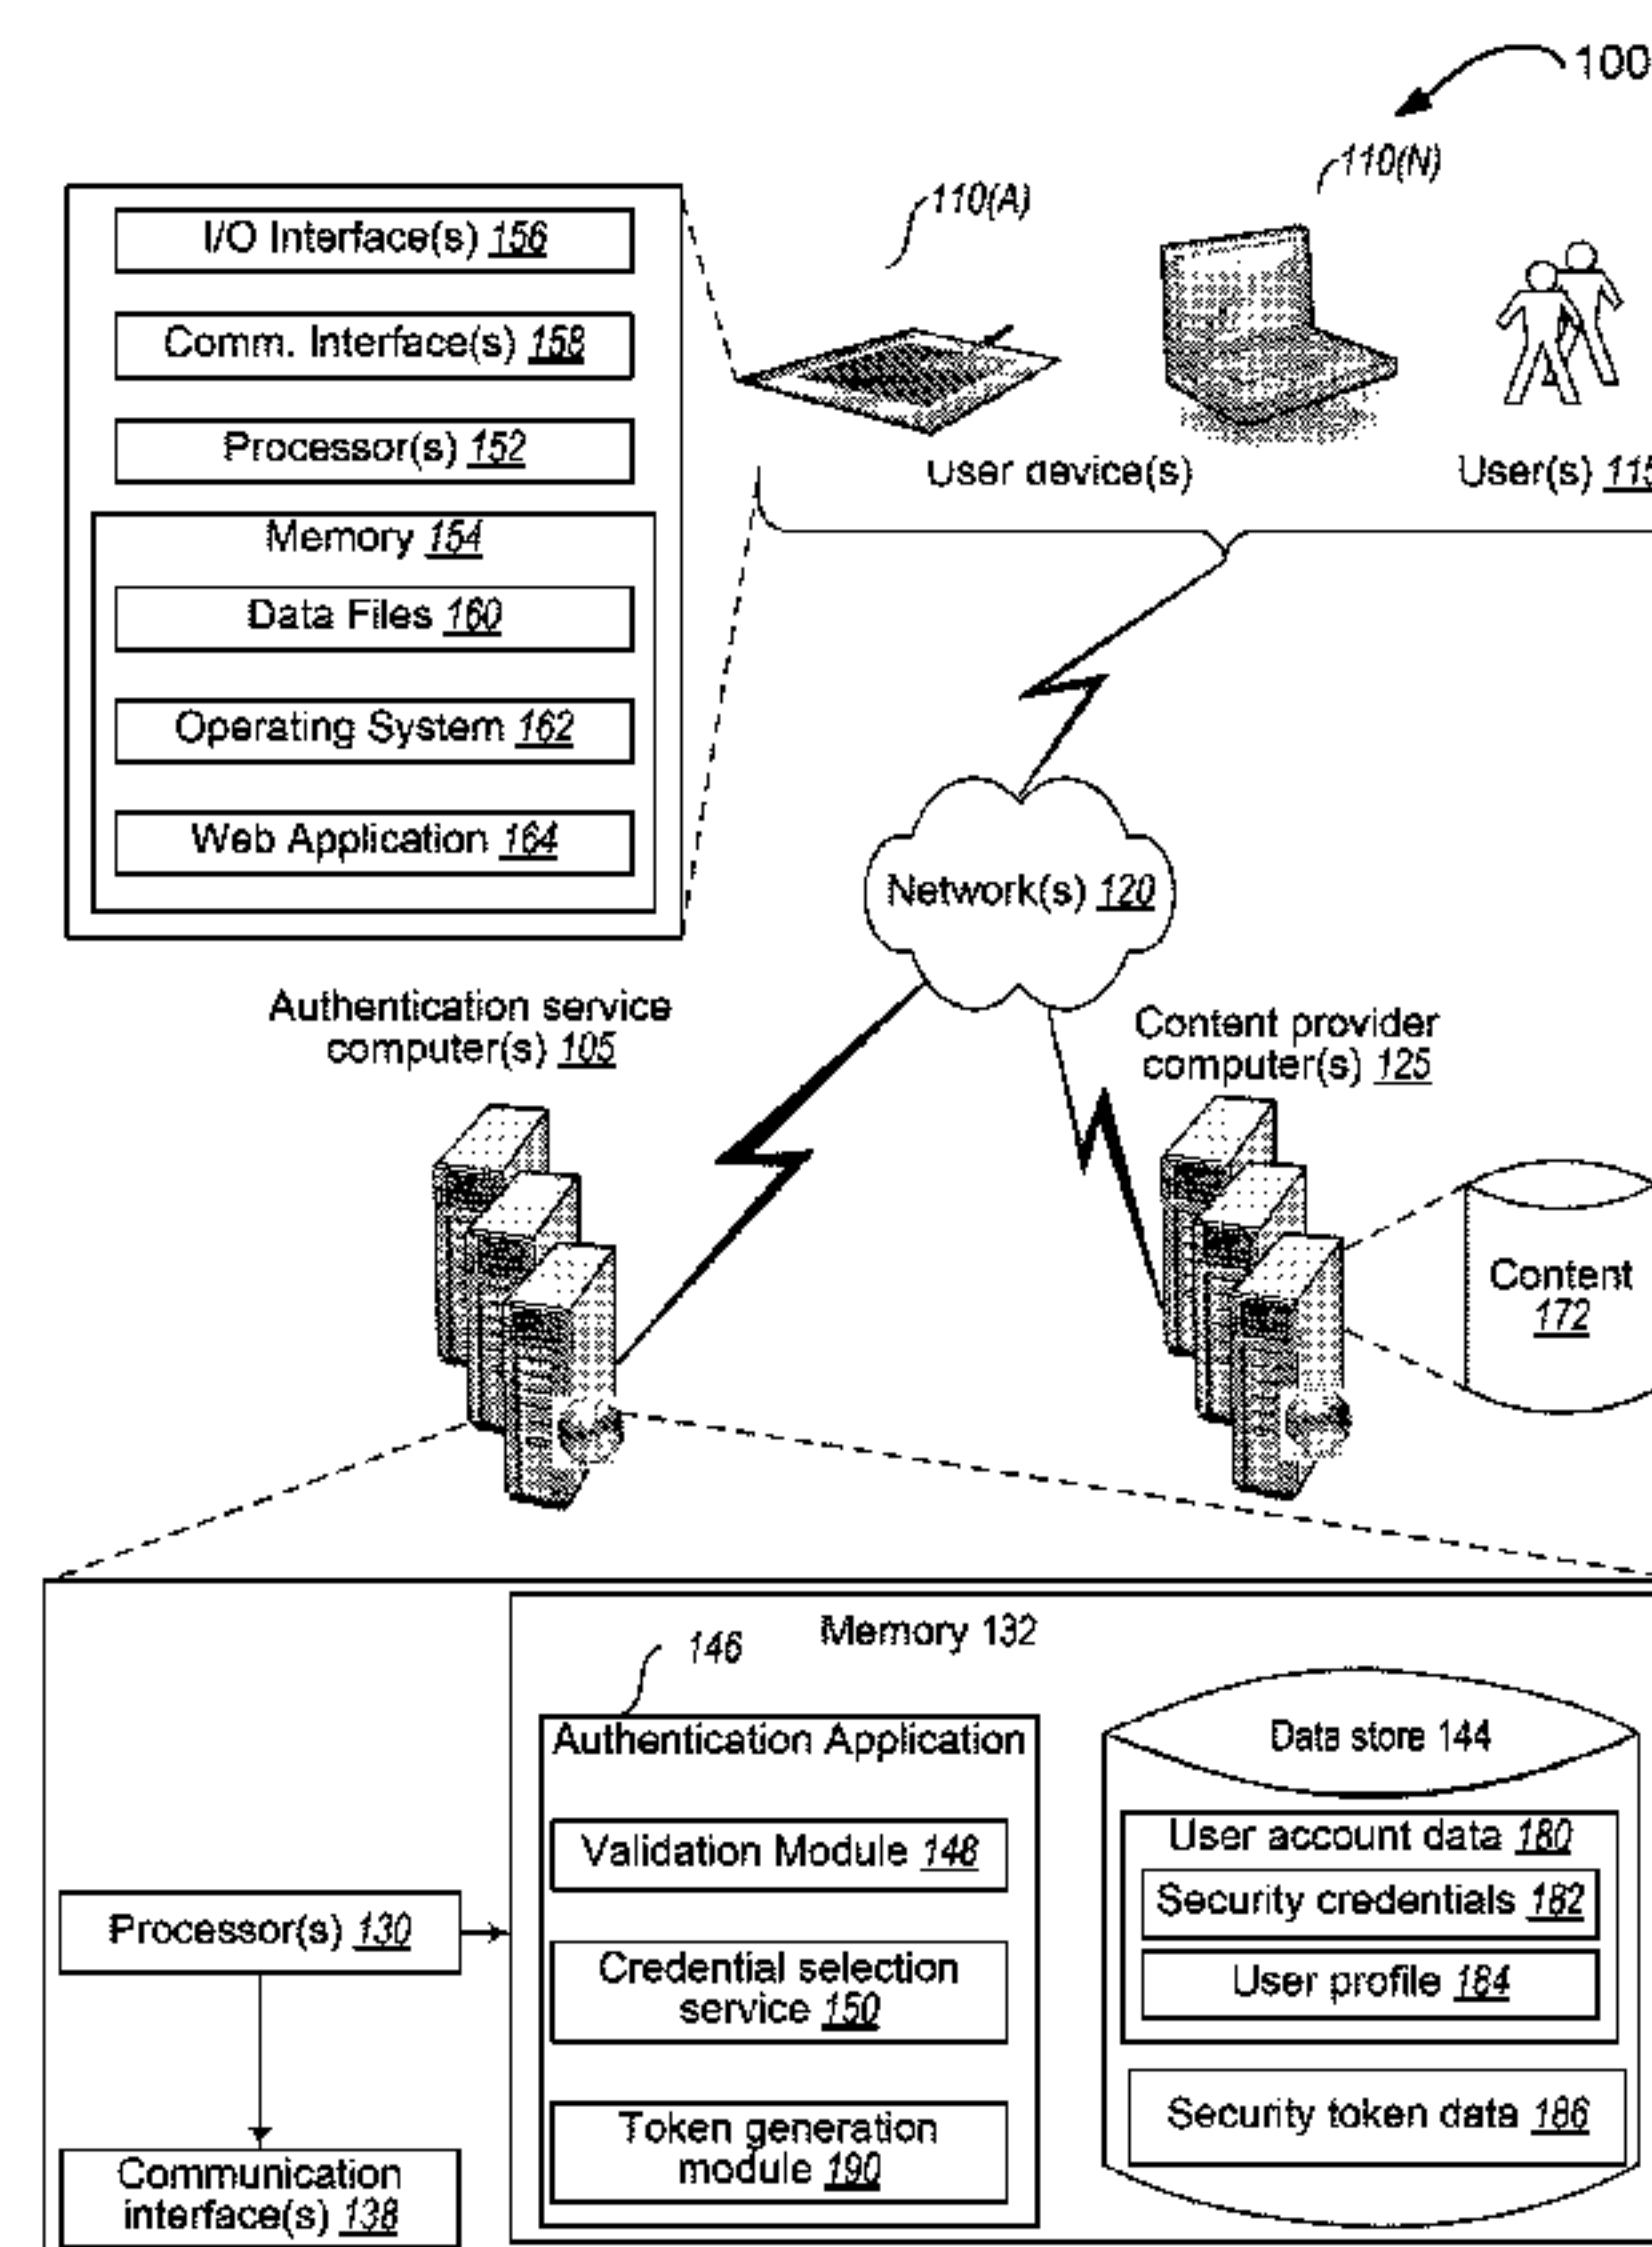 100
110(N)
110(A)
I/O Interface(s) 156
Comm. Interface(s) 158
Processor(s) 152
Memory 154
Data Files 160
Operating System 162
Web Application 164
User device(s)
User(s) 115
Network(s) 120
Authentication service
computer(s) 105
Content provider
computer(s) 125
Content
172
Memory 132
146
Authentication Application
Validation Module 148
Credential selection
service 150
Token generation
module 190
Data store 144
User account data 180
Security credentials 182
User profile 184
Security token data 186
Processor(s) 130
Communication
interface(s) 138